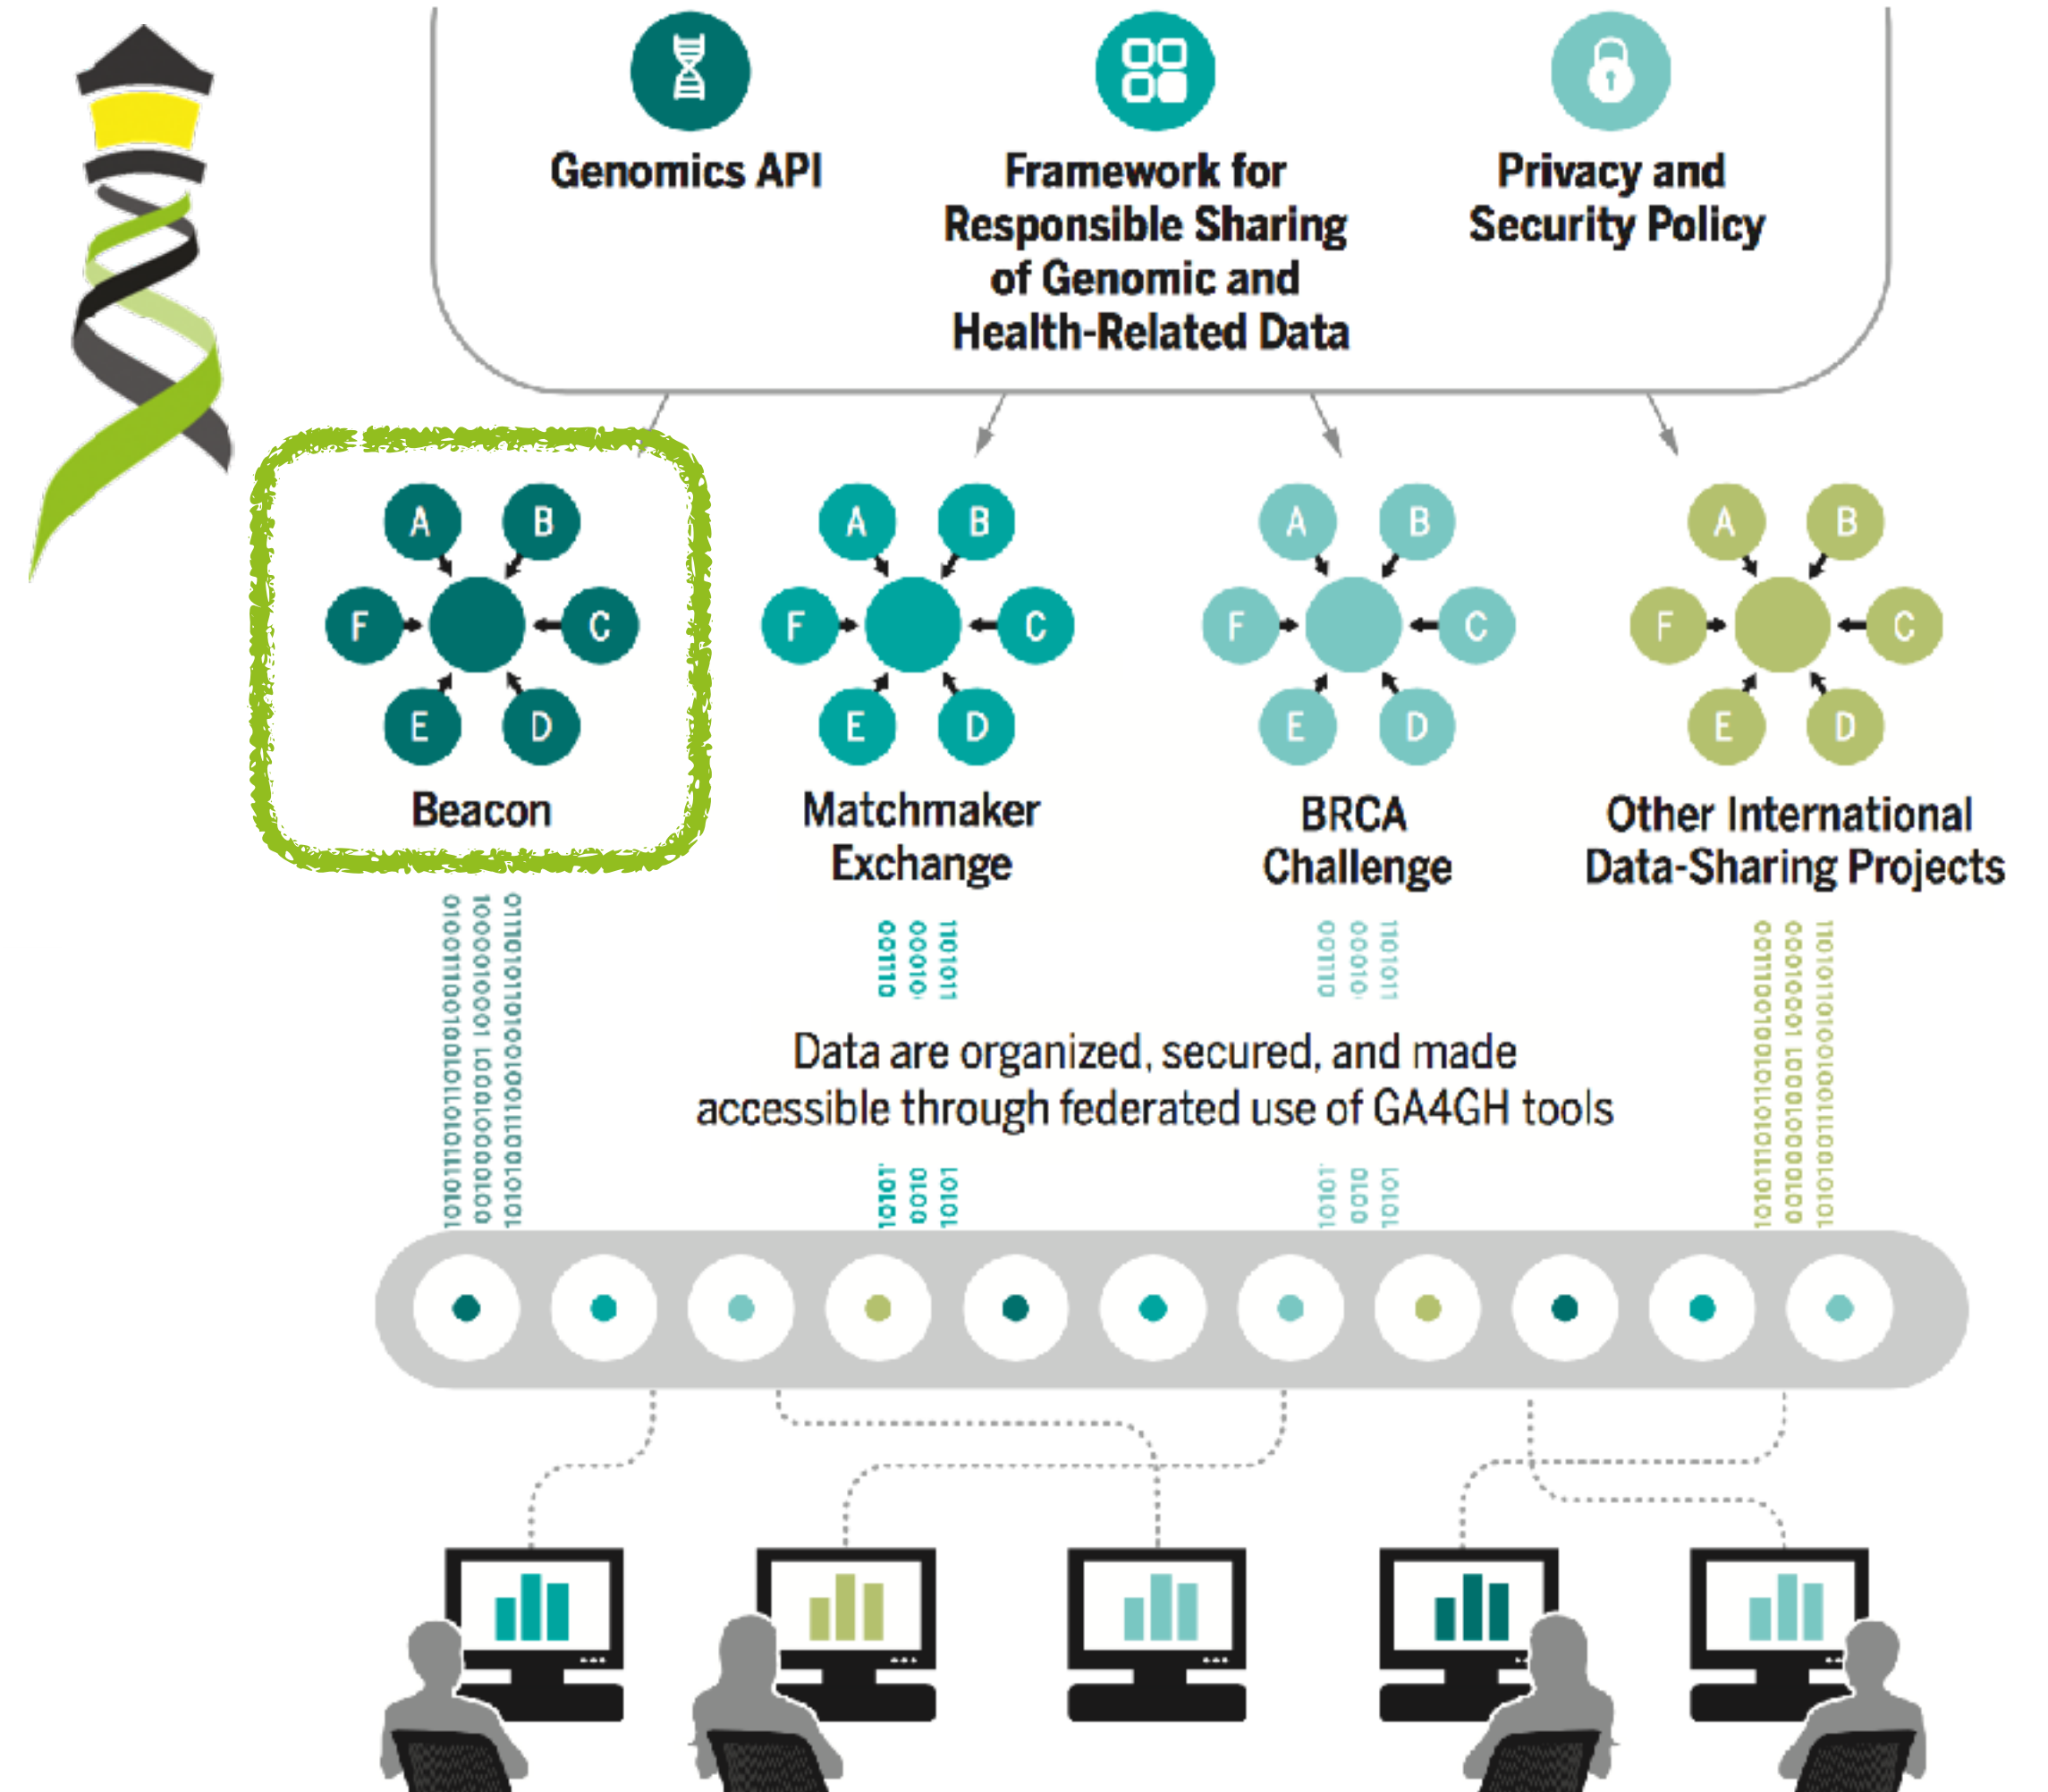 Genomics API
Framework for
Responsible Sharing
of Genomic and
Health-Related Data
Privacy and
Security Policy
A
B
F
C
E
D
Beacon
A
B
F
C
E
D
Matchmaker
Exchange
A
B
F
C
E
D
BRCA
Challenge
A
B
F
C
E
D
Other International
Data-Sharing Projects
Data are organized, secured, and made
accessible through federated use of GA4GH tools